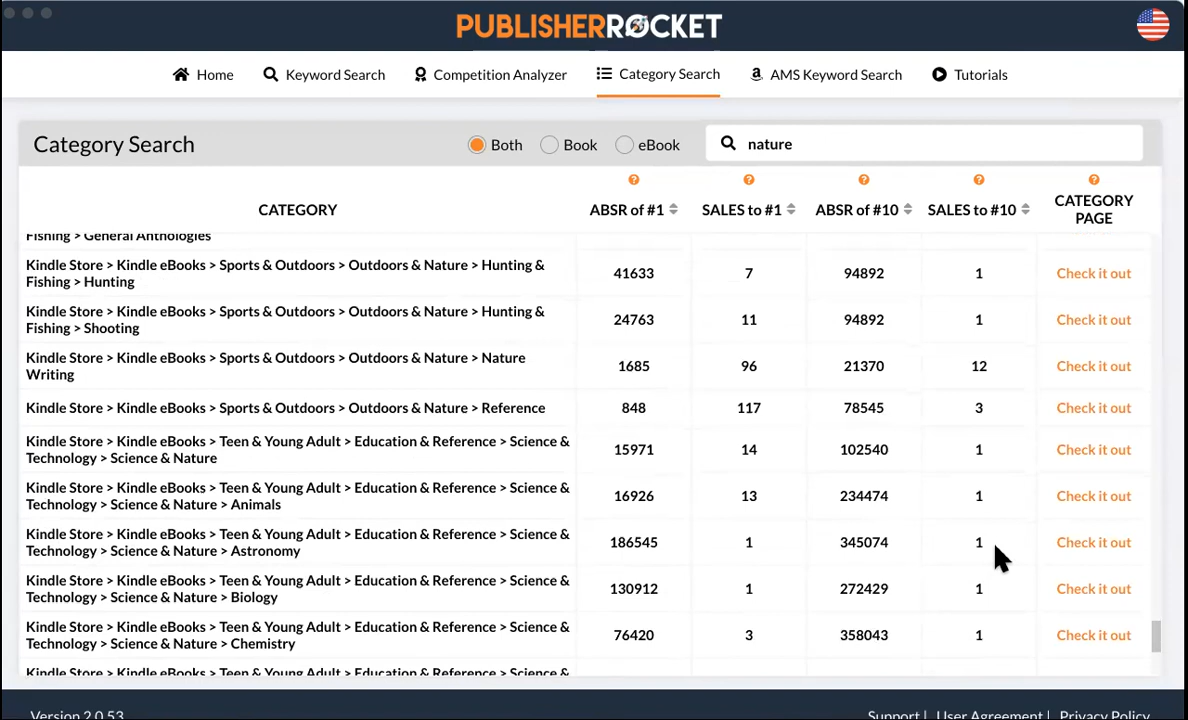 PUBLISHERROCKET
Home
Keyword Search
Competition Analyzer
Category Search
AMS Keyword Search
Tutorials
Category Search
Both
Book
eBook
nature
CATEGORY
ABSR of #1
SALES to #1
ABSR of #10
SALES to #10
CATEGORY
PAGE
Fishing > General Anthologies
Kindle Store > Kindle eBooks > Sports & Outdoors > Outdoors & Nature > Hunting &
Fishing > Hunting
41633
7
94892
1
Check it out
Kindle Store > Kindle eBooks > Sports & Outdoors > Outdoors & Nature > Hunting &
Fishing > Shooting
24763
11
94892
1
Check it out
Kindle Store > Kindle eBooks > Sports & Outdoors > Outdoors & Nature > Nature
Writing
1685
96
21370
12
Check it out
Kindle Store > Kindle eBooks > Sports & Outdoors > Outdoors & Nature > Reference
848
117
78545
3
Check it out
Kindle Store > Kindle eBooks > Teen & Young Adult > Education & Reference > Science &
Technology > Science & Nature
15971
14
102540
1
Check it out
Kindle Store > Kindle eBooks > Teen & Young Adult > Education & Reference > Science &
Technology > Science & Nature > Animals
16926
13
234474
1
Check it out
Kindle Store > Kindle eBooks > Teen & Young Adult > Education & Reference > Science &
Technology > Science & Nature > Astronomy
186545
1
345074
1
Check it out
Kindle Store > Kindle eBooks > Teen & Young Adult > Education & Reference > Science &
Technology > Science & Nature > Biology
130912
1
272429
1
Check it out
Kindle Store > Kindle eBooks > Teen & Young Adult > Education & Reference > Science &
Technology > Science & Nature > Chemistry
76420
3
358043
1
Check it out
Kindle Store > Kindle eBooks > Teen & Young Adult > Education & Reference > Science &
Version 2.0.53
Support | User Agreement | Privacy Policy